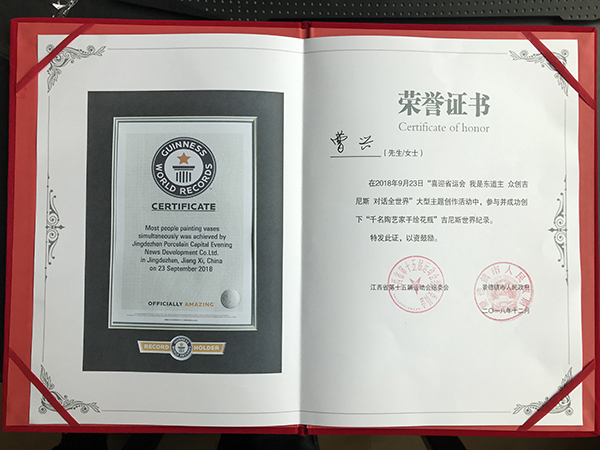 GUINNESS
WORLD RECORDS
CERTIFICATE
Most people painting vases
simultaneously was achieved by
Jingdezhen Porcelain Capital Evening
News Development Co.Ltd.
in Jingdezhen, Jiang Xi, China
on 23 September 2018
OFFICIALLY AMAZING
RECORD HOLDER
荣誉证书
Certificate of honor
曹兴
(先生/女士)
在2018年9月23日“喜迎省运会 我是东道主 众创吉
尼斯 对话全世界”大型主题创作活动中，参与并成功创
下“千名陶艺家手绘花瓶”吉尼斯世界纪录。
特发此证，以资鼓励。
江西省第十五届运动会组委会
景德镇市人民政府
二〇一八年十二月